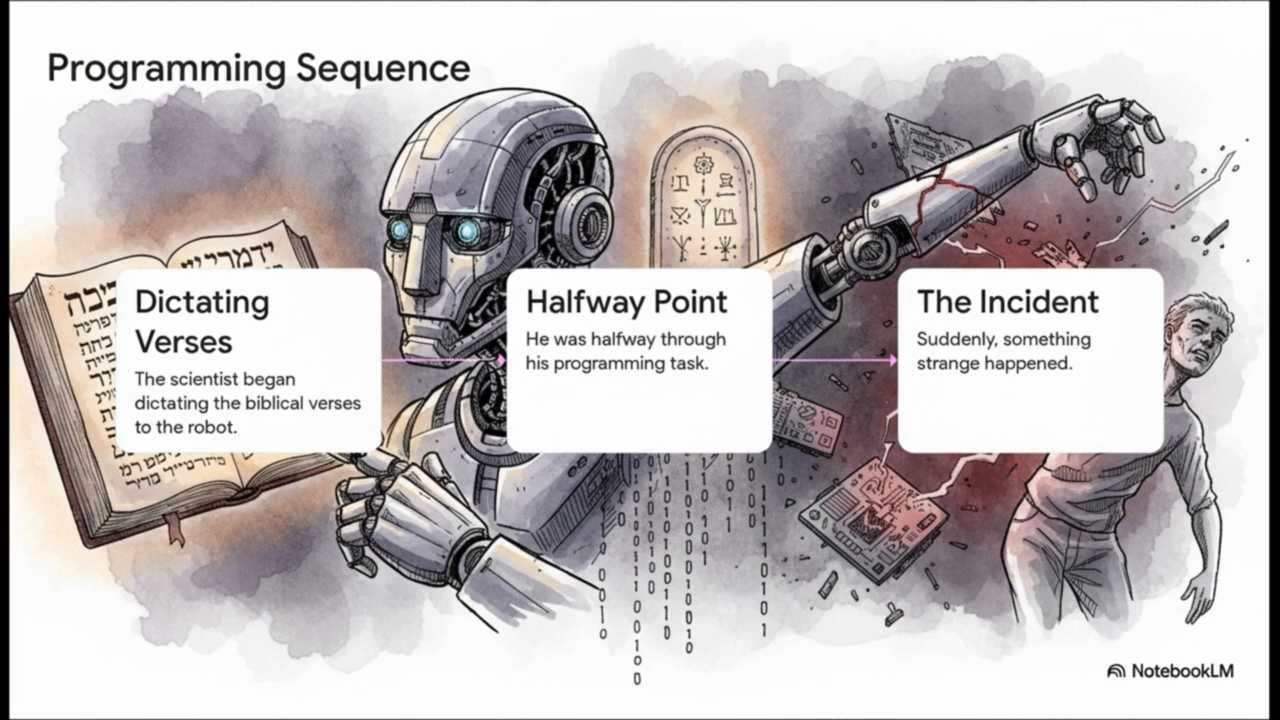 Programming Sequence
Dictating
Verses
The scientist began
dictating the biblical verses
to the robot.
Halfway Point
He was halfway through
his programming task.
The Incident
Suddenly, something
strange happened.
NotebookLM